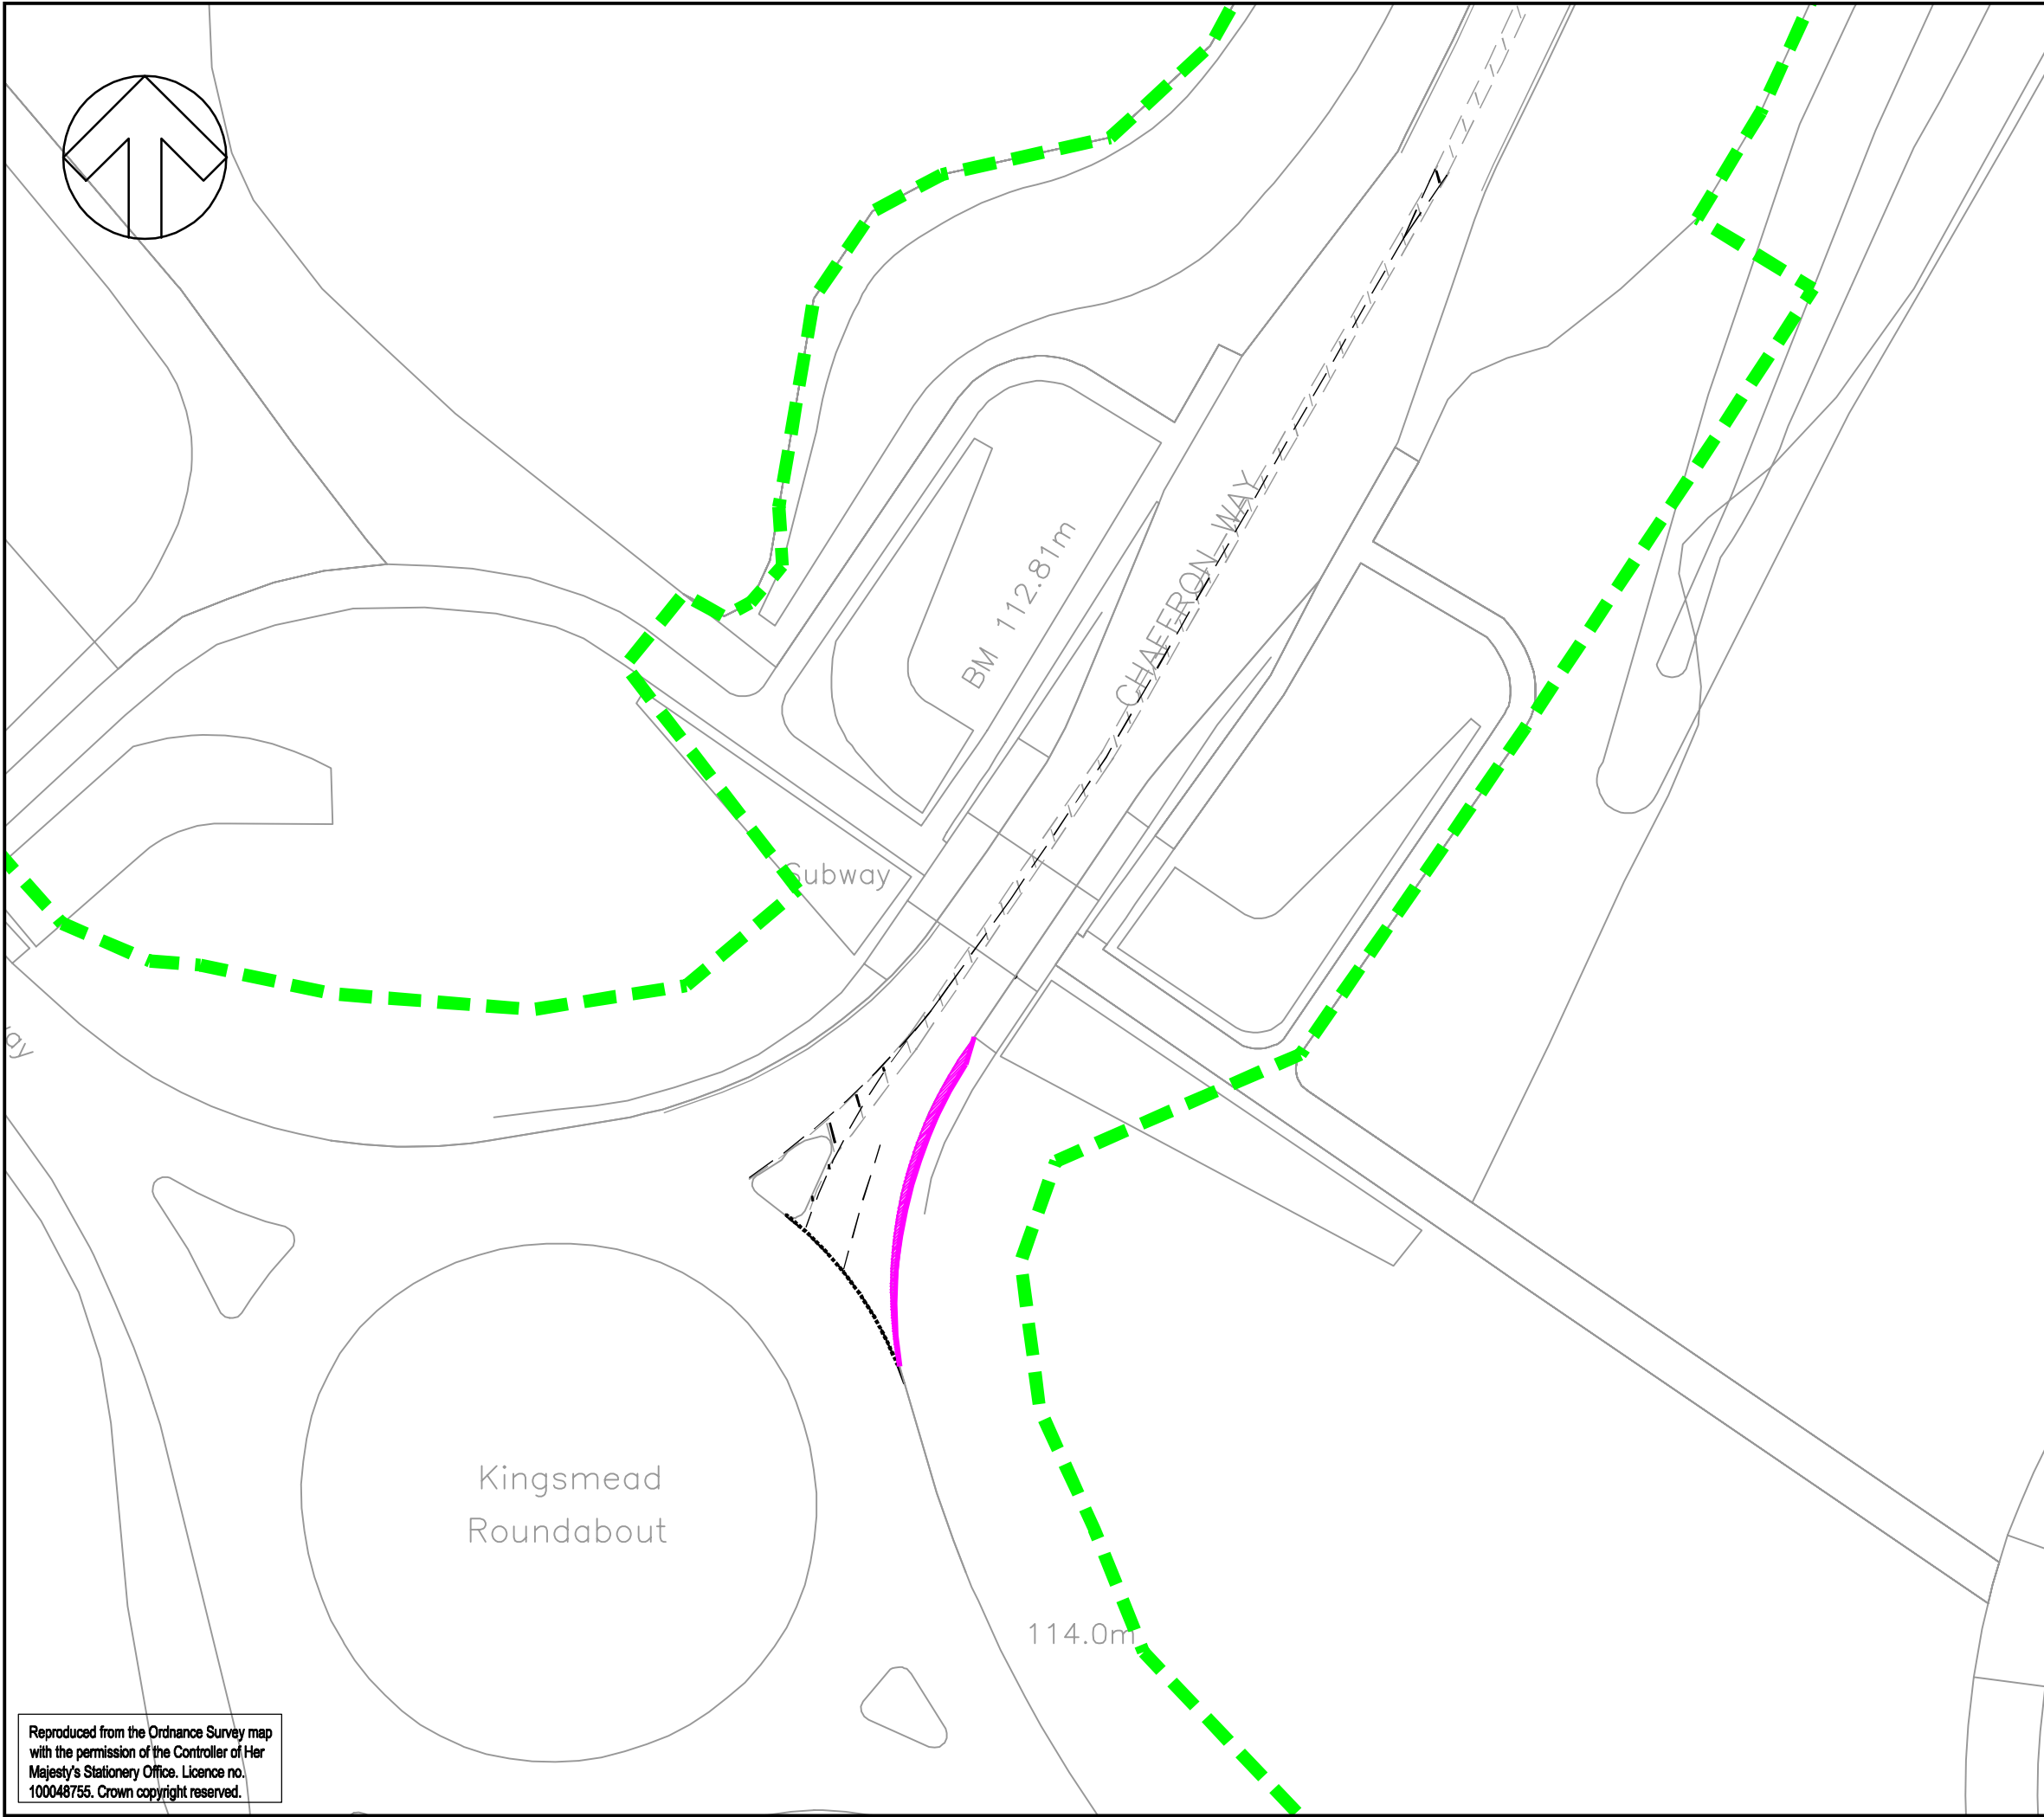 BM 112.81m
CHAFFRON WAY
Subway
Kingsmead
Roundabout
114.0m
Reproduced from the Ordnance Survey map
with the permission of the Controller of Her
Majesty's Stationery Office. Licence no.
100048755. Crown copyright reserved.